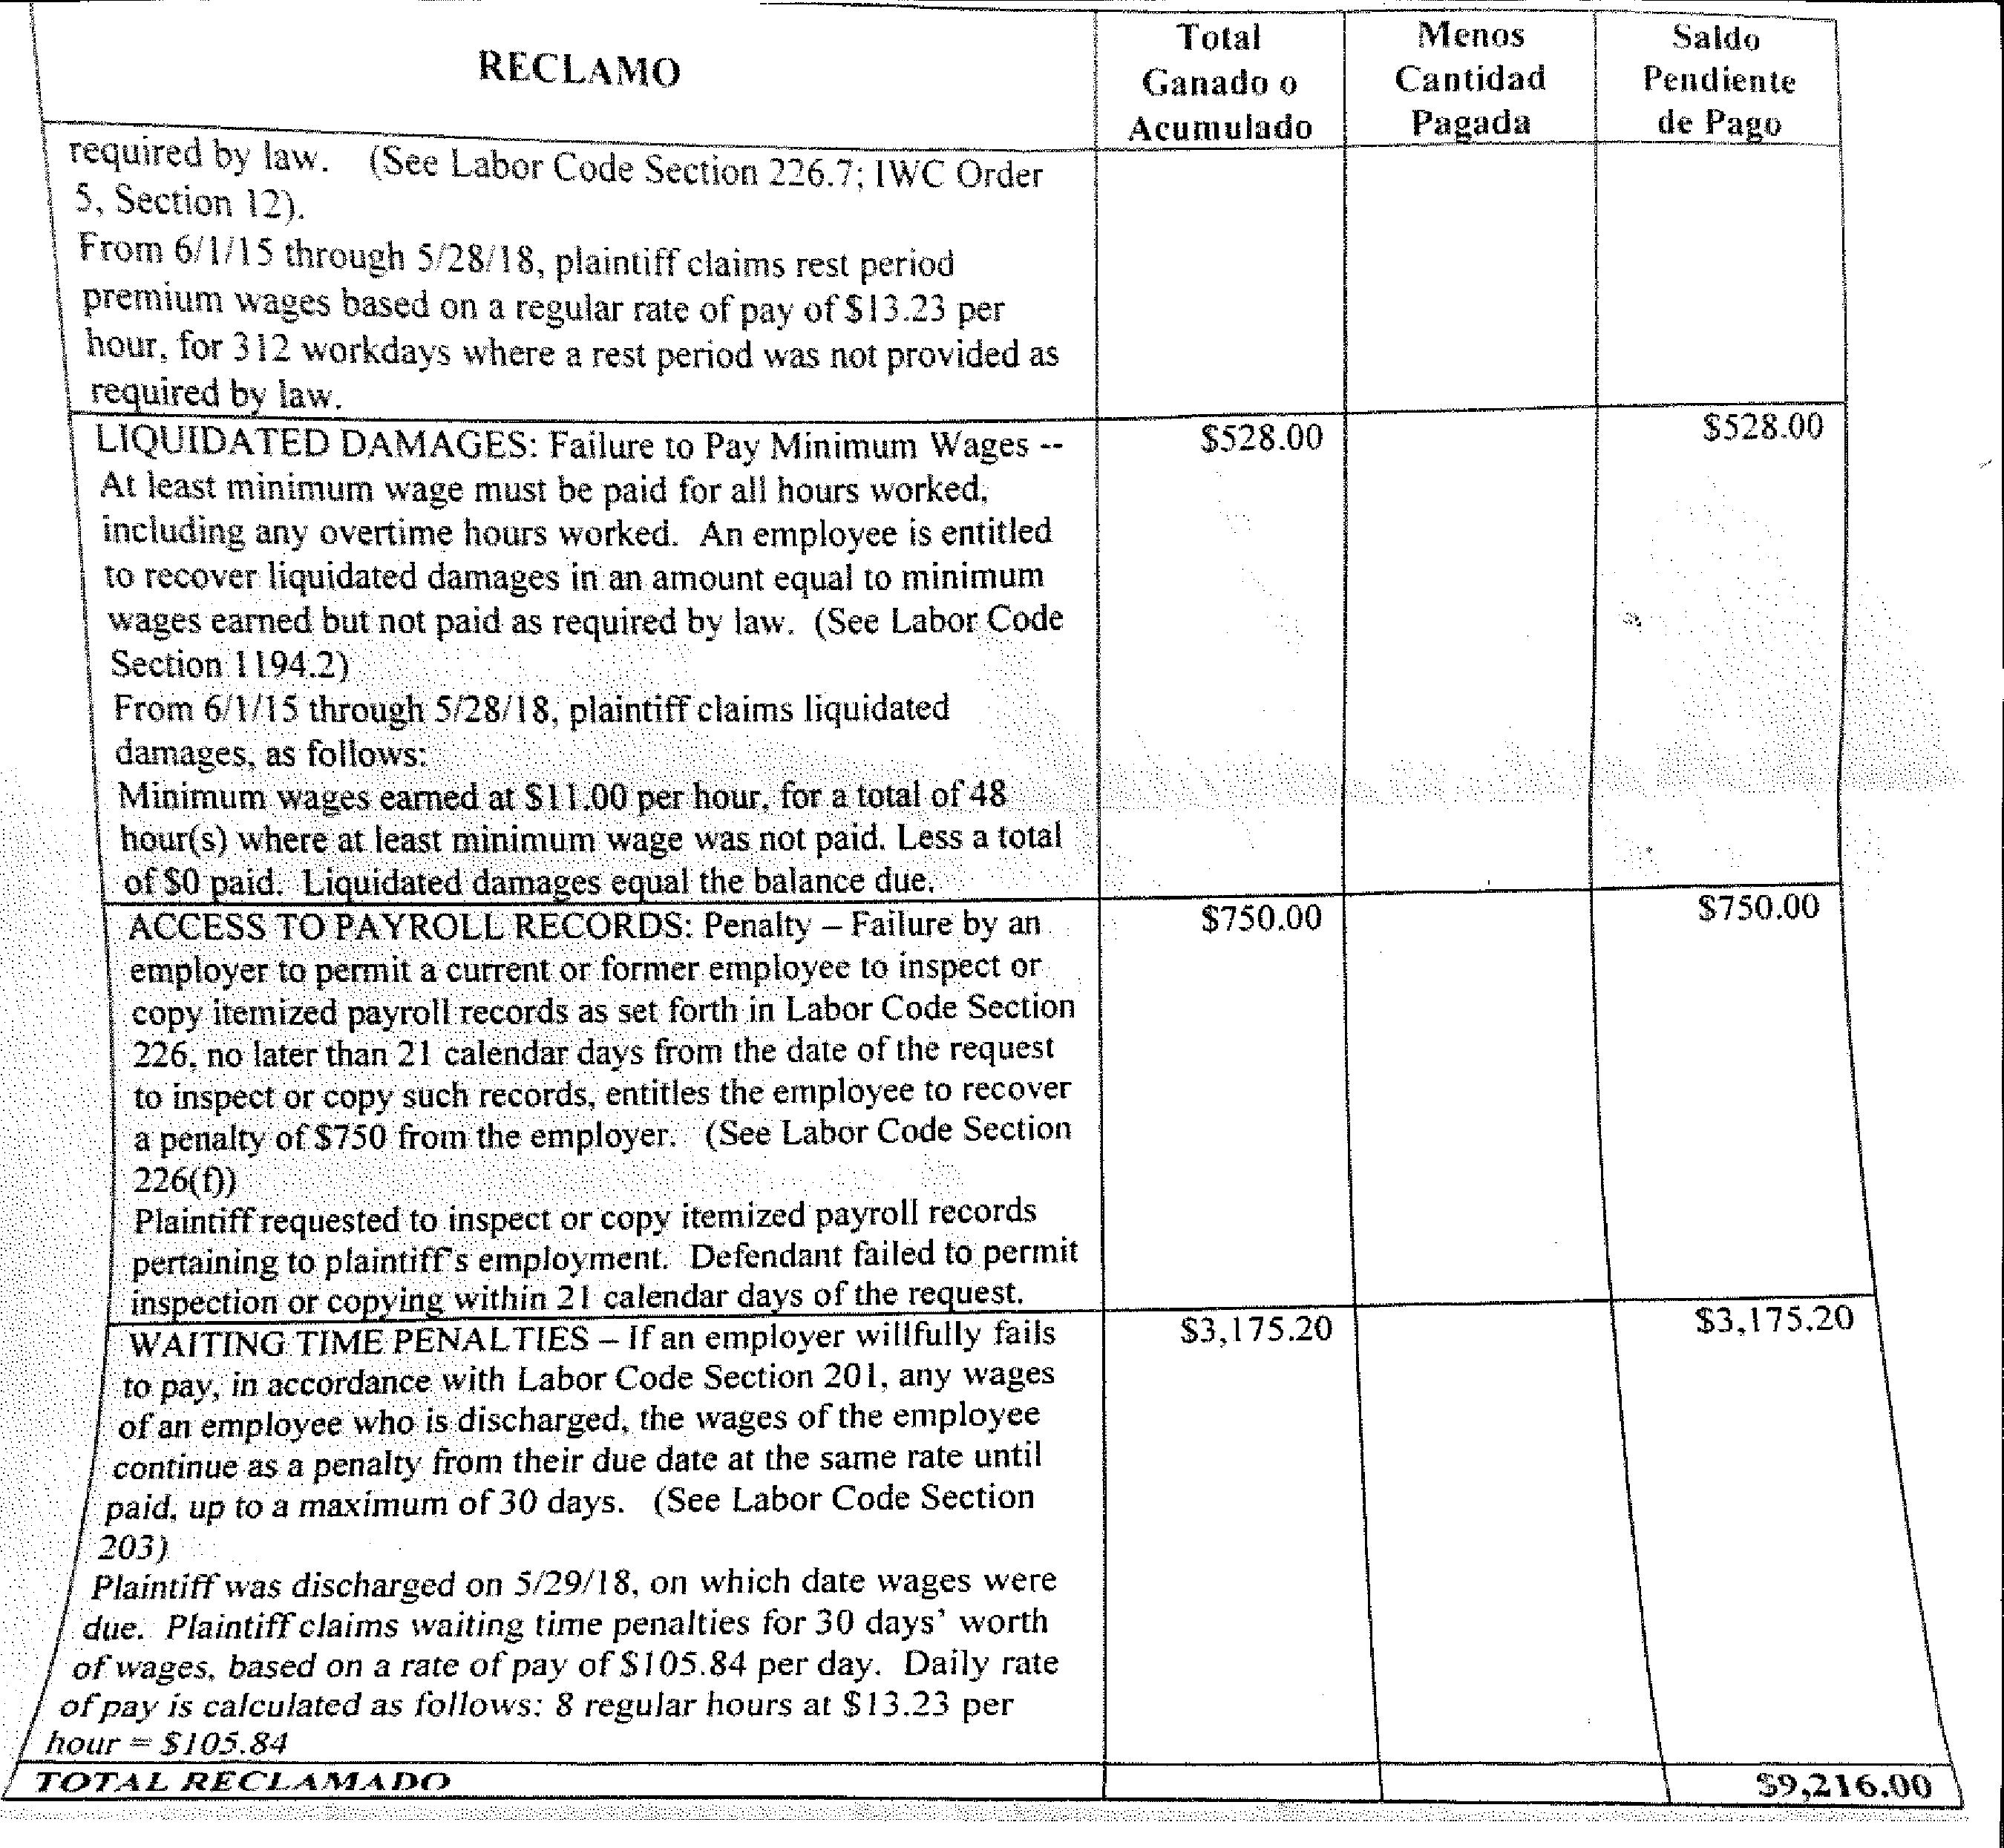 RECLAMO
Total
Ganado o
Acumulado
Menos
Cantidad
Pagada
Saldo
Pendiente
de Pago
required by law. (See Labor Code Section 226.7; IWC Order
5, Section 12).
From 6/1/15 through 5/28/18, plaintiff claims rest period
premium wages based on a regular rate of pay of $13.23 per
hour, for 312 workdays where a rest period was not provided as
required by law.
LIQUIDATED DAMAGES: Failure to Pay Minimum Wages --
At least minimum wage must be paid for all hours worked,
including any overtime hours worked. An employee is entitled
to recover liquidated damages in an amount equal to minimum
wages earned but not paid as required by law. (See Labor Code
Section 1194.2)
From 6/1/15 through 5/28/18, plaintiff claims liquidated
damages, as follows:
Minimum wages earned at $11.00 per hour, for a total of 48
hour(s) where at least minimum wage was not paid. Less a total
of $0 paid. Liquidated damages equal the balance due.
$528.00
$528.00
ACCESS TO PAYROLL RECORDS: Penalty – Failure by an
employer to permit a current or former employee to inspect or
copy itemized payroll records as set forth in Labor Code Section
226, no later than 21 calendar days from the date of the request
to inspect or copy such records, entitles the employee to recover
a penalty of $750 from the employer. (See Labor Code Section
226(f))
Plaintiff requested to inspect or copy itemized payroll records
pertaining to plaintiff's employment. Defendant failed to permit
inspection or copying within 21 calendar days of the request.
$750.00
$750.00
WAITING TIME PENALTIES – If an employer willfully fails
to pay, in accordance with Labor Code Section 201, any wages
of an employee who is discharged, the wages of the employee
continue as a penalty from their due date at the same rate until
paid, up to a maximum of 30 days. (See Labor Code Section
203)
Plaintiff was discharged on 5/29/18, on which date wages were
due. Plaintiff claims waiting time penalties for 30 days' worth
of wages, based on a rate of pay of $105.84 per day. Daily rate
of pay is calculated as follows: 8 regular hours at $13.23 per
hour = $105.84
$3,175.20
$3,175.20
TOTAL RECLAMADO
$9,216.00